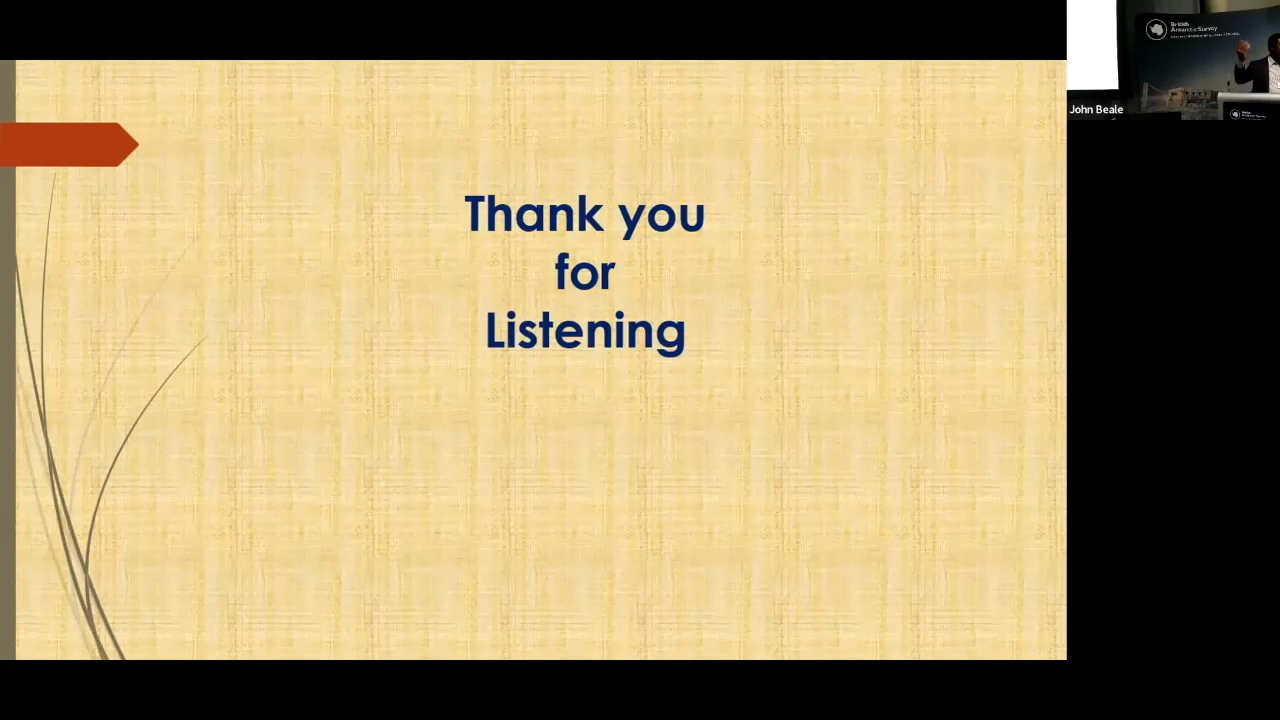 Thank you
for
Listening
British
Antarctic Survey
John Beale